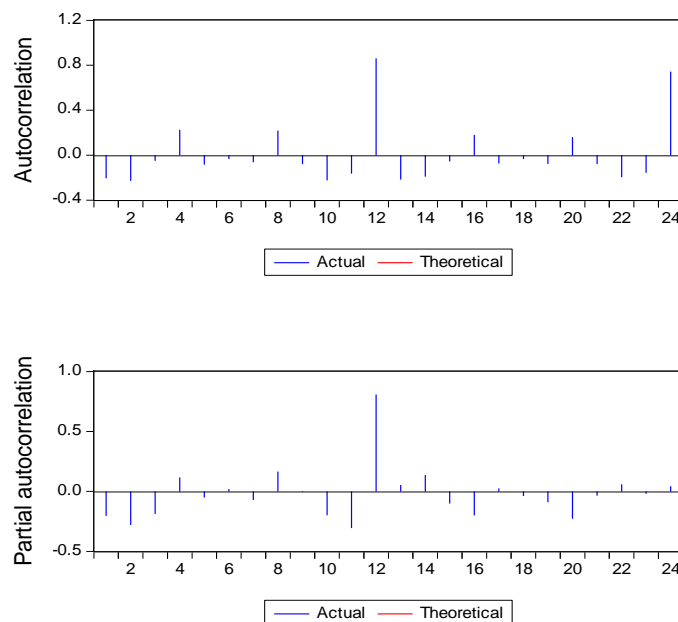 Autocorrelation
1.2
0.8
0.4
0.0
-0.4
2 4 6 8 10 12 14 16 18 20 22 24
Actual Theoretical
Partial autocorrelation
1.0
0.5
0.0
-0.5
2 4 6 8 10 12 14 16 18 20 22 24
Actual Theoretical